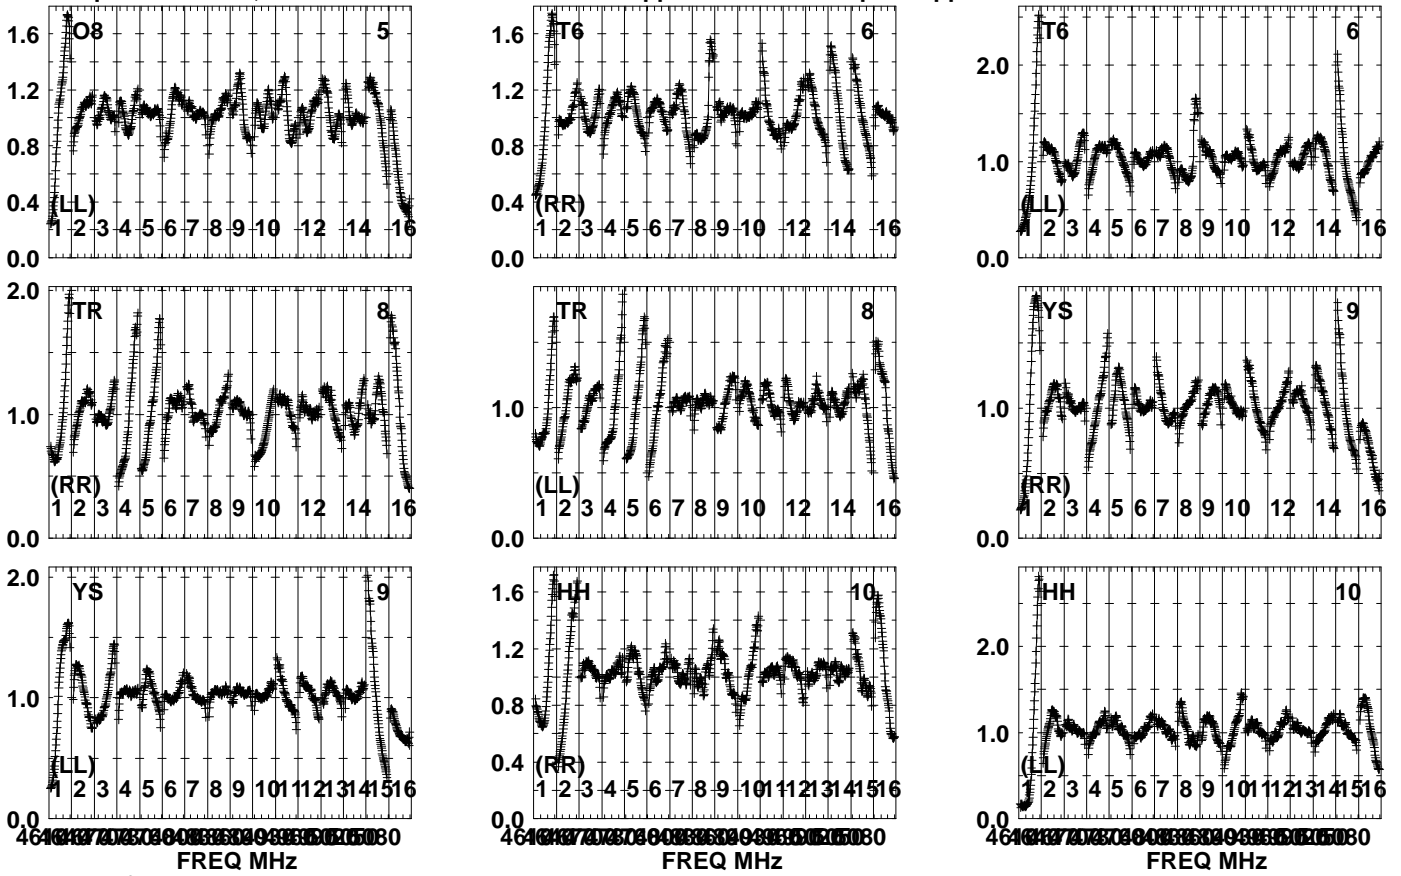 1.6 O8 5
1.2
0.8
0.4 (LL)
1 2 3 4 5 6 7 8 9 10 12 14 16
0.0
1.6 T6 6
1.2
0.8
0.4 (RR)
1 2 3 4 5 6 7 8 9 10 12 14 16
0.0
T6 6
2.0
1.0
(LL)
1 2 3 4 5 6 7 8 9 10 12 14 16
0.0
2.0 TR 8
1.0
(RR)
1 2 3 4 5 6 7 8 9 10 12 14 16
0.0
TR 8
1.0
(LL)
1 2 3 4 5 6 7 8 9 10 12 14 16
0.0
YS 9
1.0
(RR)
1 2 3 4 5 6 7 8 9 10 12 14 16
0.0
2.0 YS 9
1.0
(LL)
1 2 3 4 5 6 7 8 9 10 11 12 13 14 16
0.0
FREQ MHz
1.6 HH 10
1.2
0.8
0.4 (RR)
1 2 3 4 5 6 7 8 9 10 11 12 13 14 15 16
0.0
FREQ MHz
HH 10
2.0
1.0
(LL)
1 2 3 4 5 6 7 8 9 10 11 12 13 14 15 16
0.0
FREQ MHz